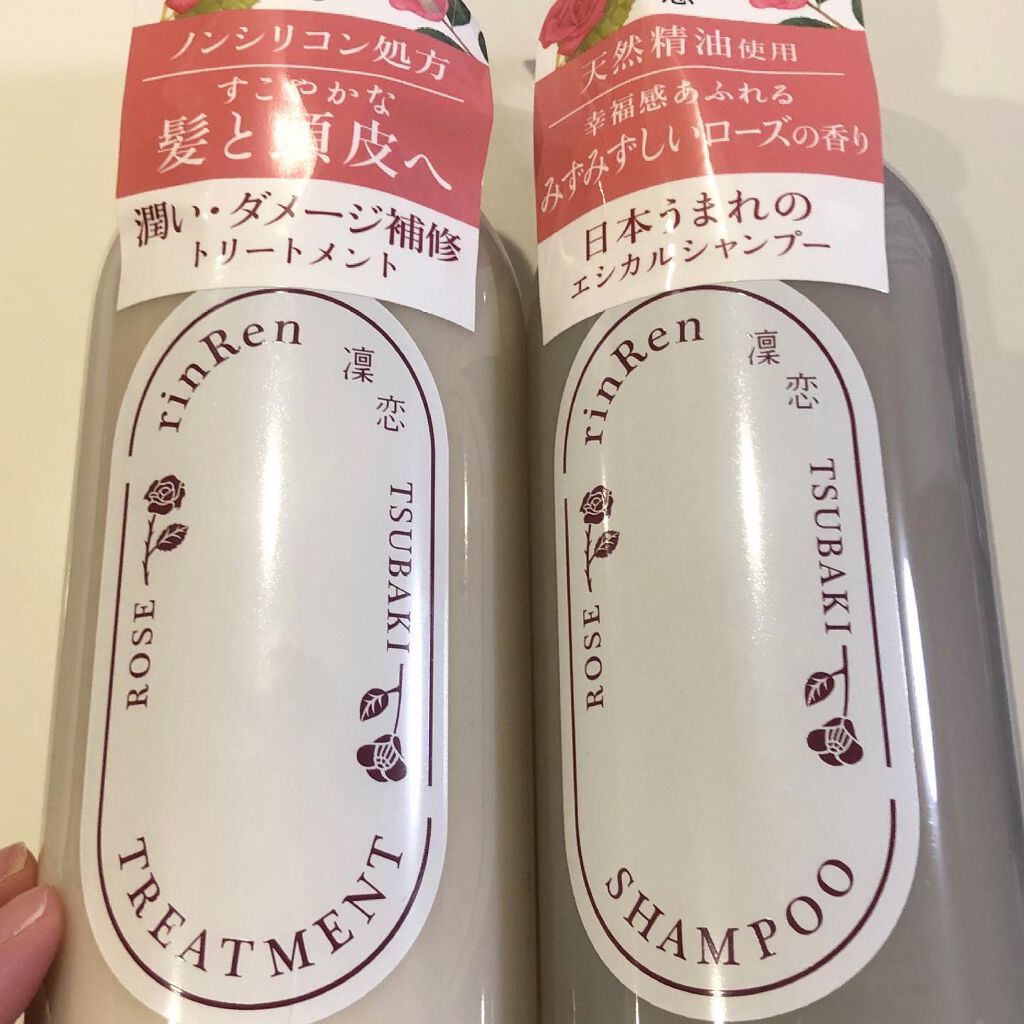 ノンシリコン処方
すこやかな
髪と頭皮へ
潤い・ダメージ補修
トリートメント
rinRen
凜恋
ROSE
TSUBAKI
TREATMENT
恋
天然精油使用
幸福感あふれる
みずみずしいローズの香り
日本うまれの
エシカルシャンプー
rinRen
凜恋
ROSE
TSUBAKI
SHAMPOO